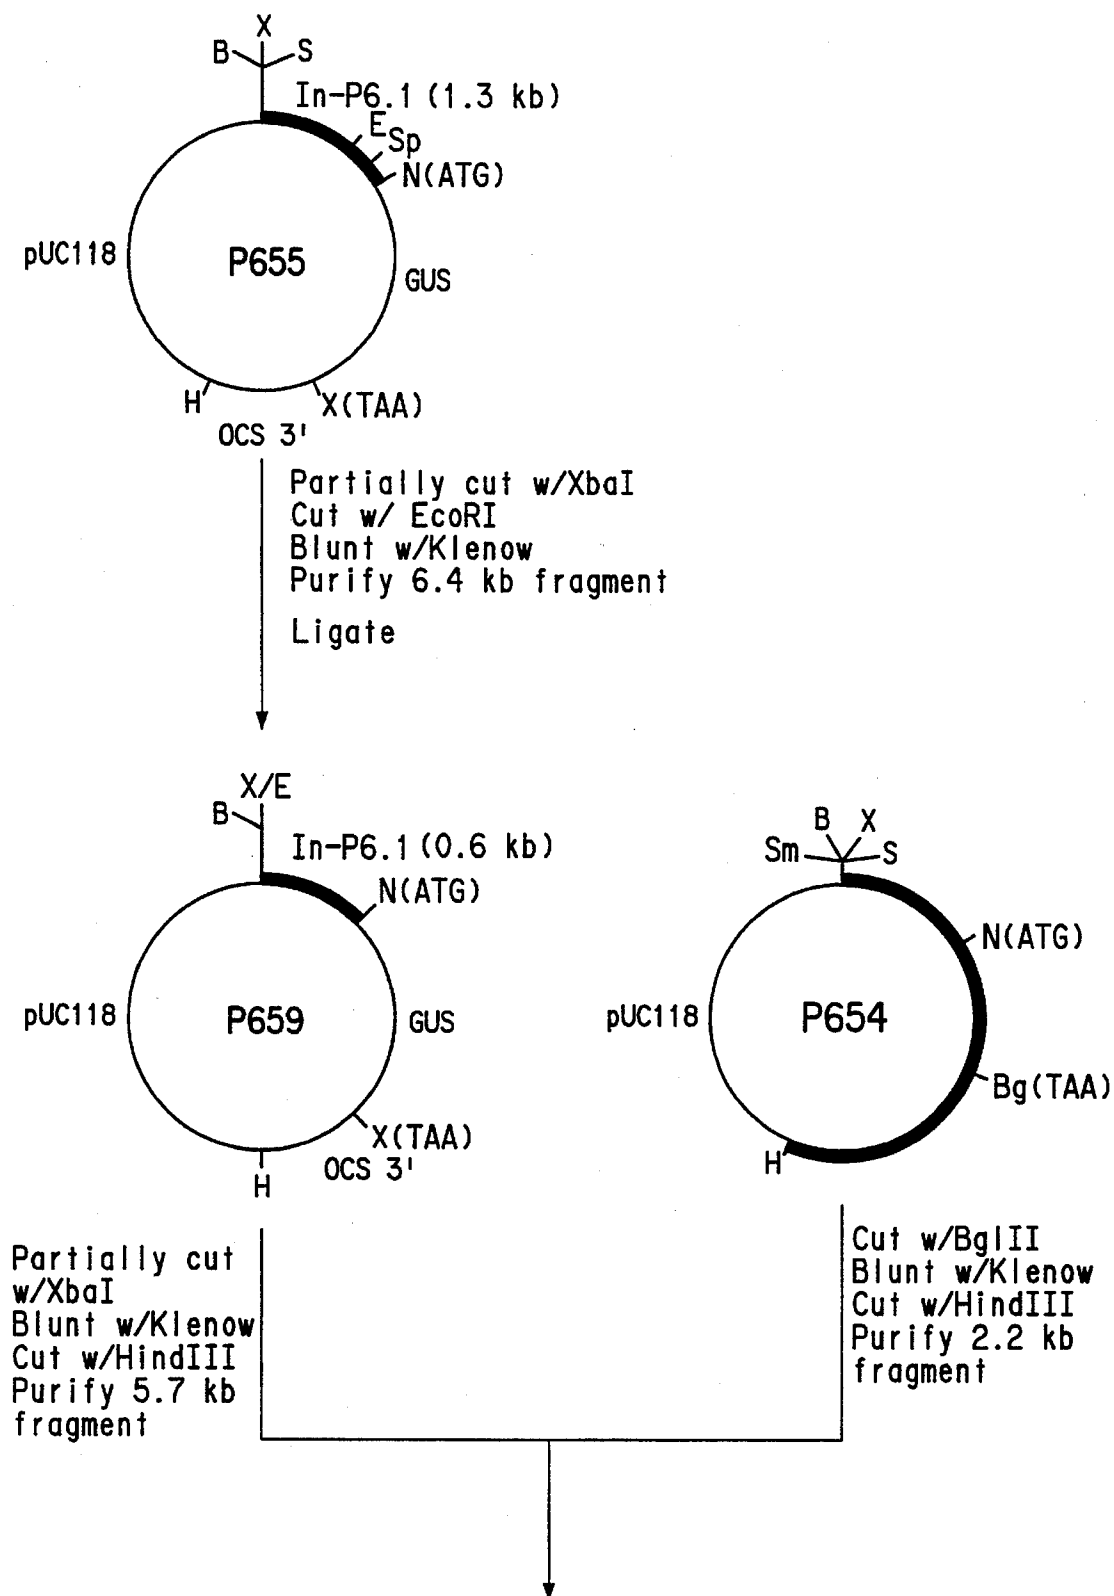 X
B S
In-P6.1 (1.3 kb)
E
Sp
N(ATG)
pUC118
P655
GUS
H
X(TAA)
OCS 3'
Partially cut w/XbaI
Cut w/ EcoRI
Blunt w/Klenow
Purify 6.4 kb fragment
Ligate
X/E
B
In-P6.1 (0.6 kb)
N(ATG)
pUC118
P659
GUS
X(TAA)
OCS 3'
H
B X
Sm S
N(ATG)
pUC118
P654
Bg(TAA)
H
Partially cut
w/XbaI
Blunt w/Klenow
Cut w/HindIII
Purify 5.7 kb
fragment
Cut w/BglII
Blunt w/Klenow
Cut w/HindIII
Purify 2.2 kb
fragment